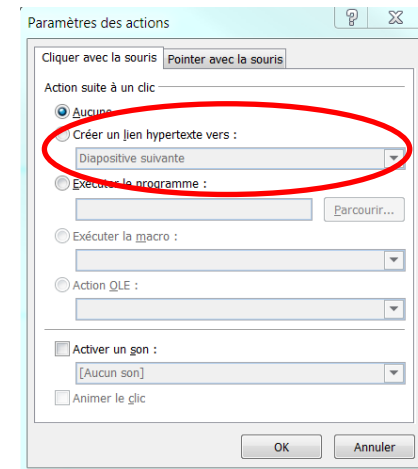 Paramètres des actions
Cliquer avec la souris Pointer avec la souris
Action suite à un clic
Aucune
Créer un lien hypertexte vers :
Diapositive suivante
Exécuter le programme :
Parcourir...
Exécuter la macro :
Action OLE :
Activer un son :
[Aucun son]
Animer le clic
OK Annuler